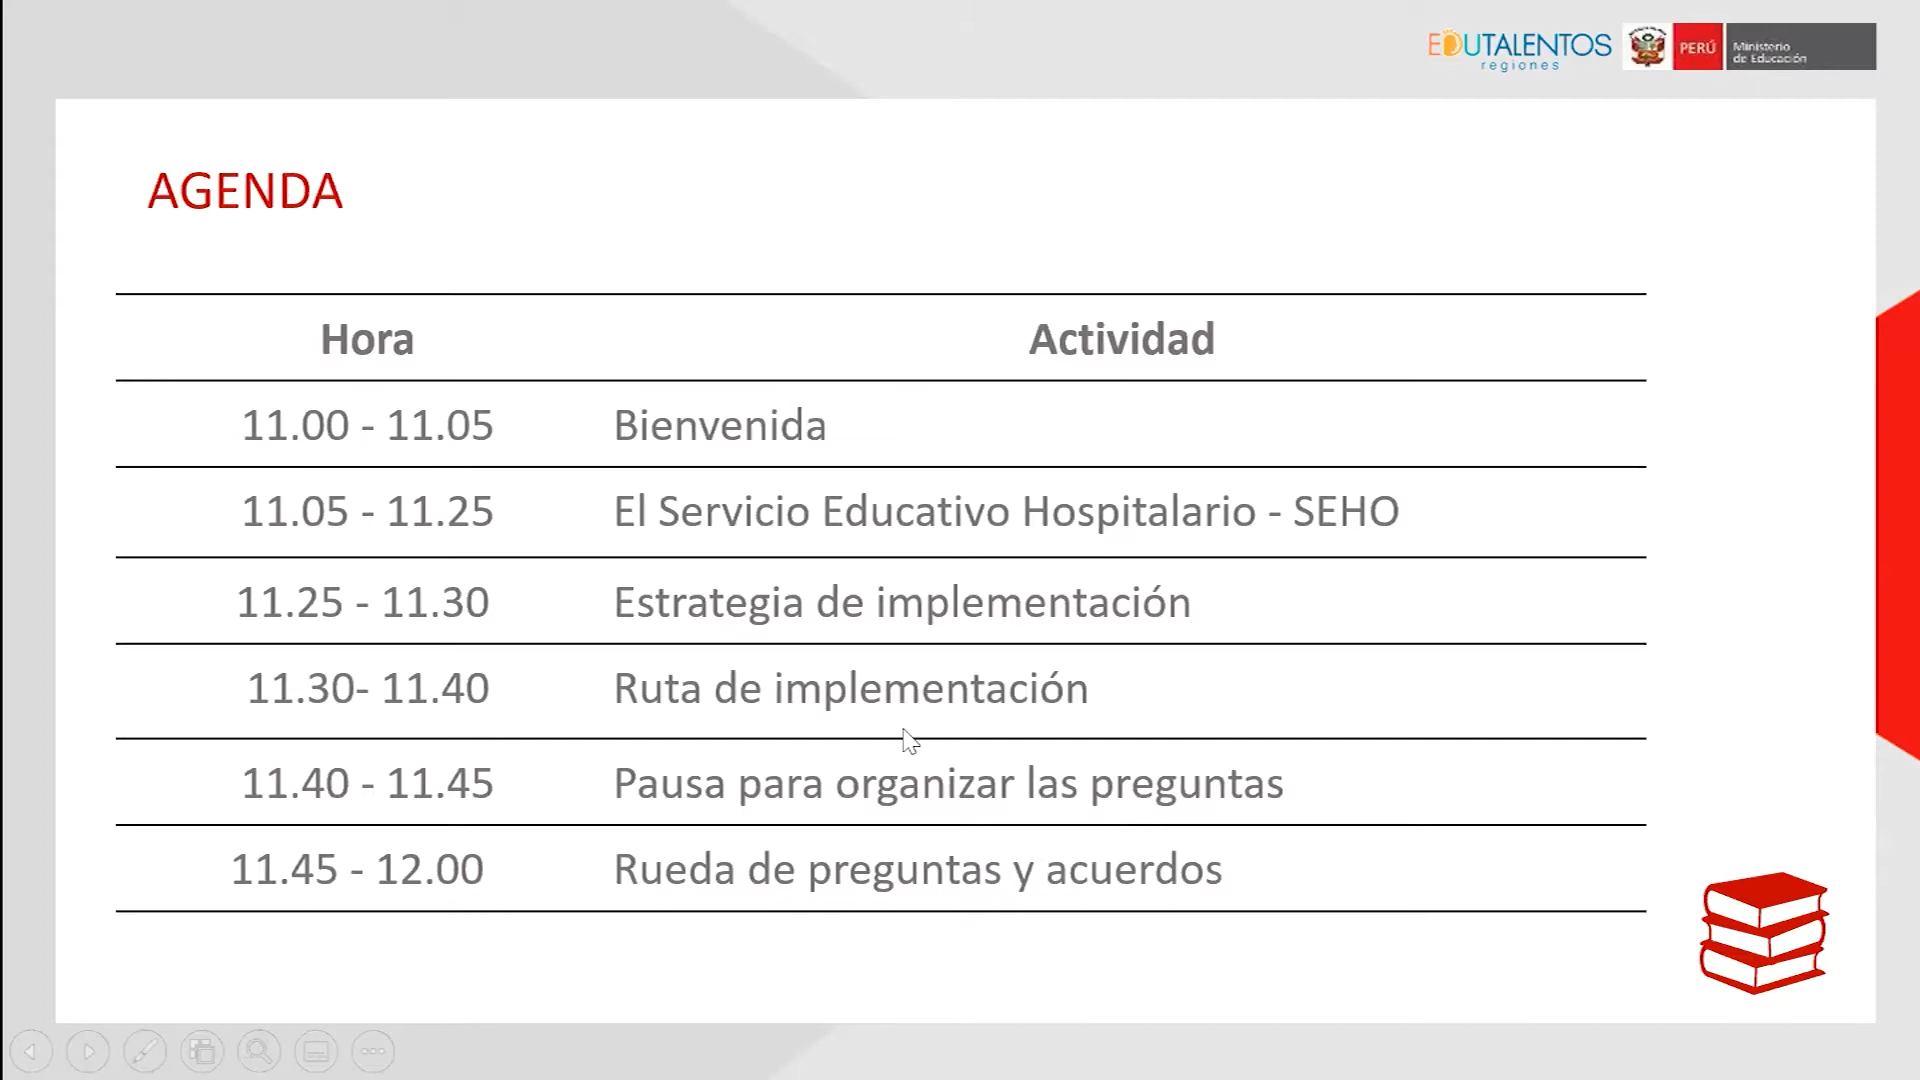 EDUTALENTOS
regiones
PERÚ
Ministerio
de Educación
AGENDA
Hora Actividad
11.00 - 11.05 Bienvenida
11.05 - 11.25 El Servicio Educativo Hospitalario - SEHO
11.25 - 11.30 Estrategia de implementación
11.30- 11.40 Ruta de implementación
11.40 - 11.45 Pausa para organizar las preguntas
11.45 - 12.00 Rueda de preguntas y acuerdos